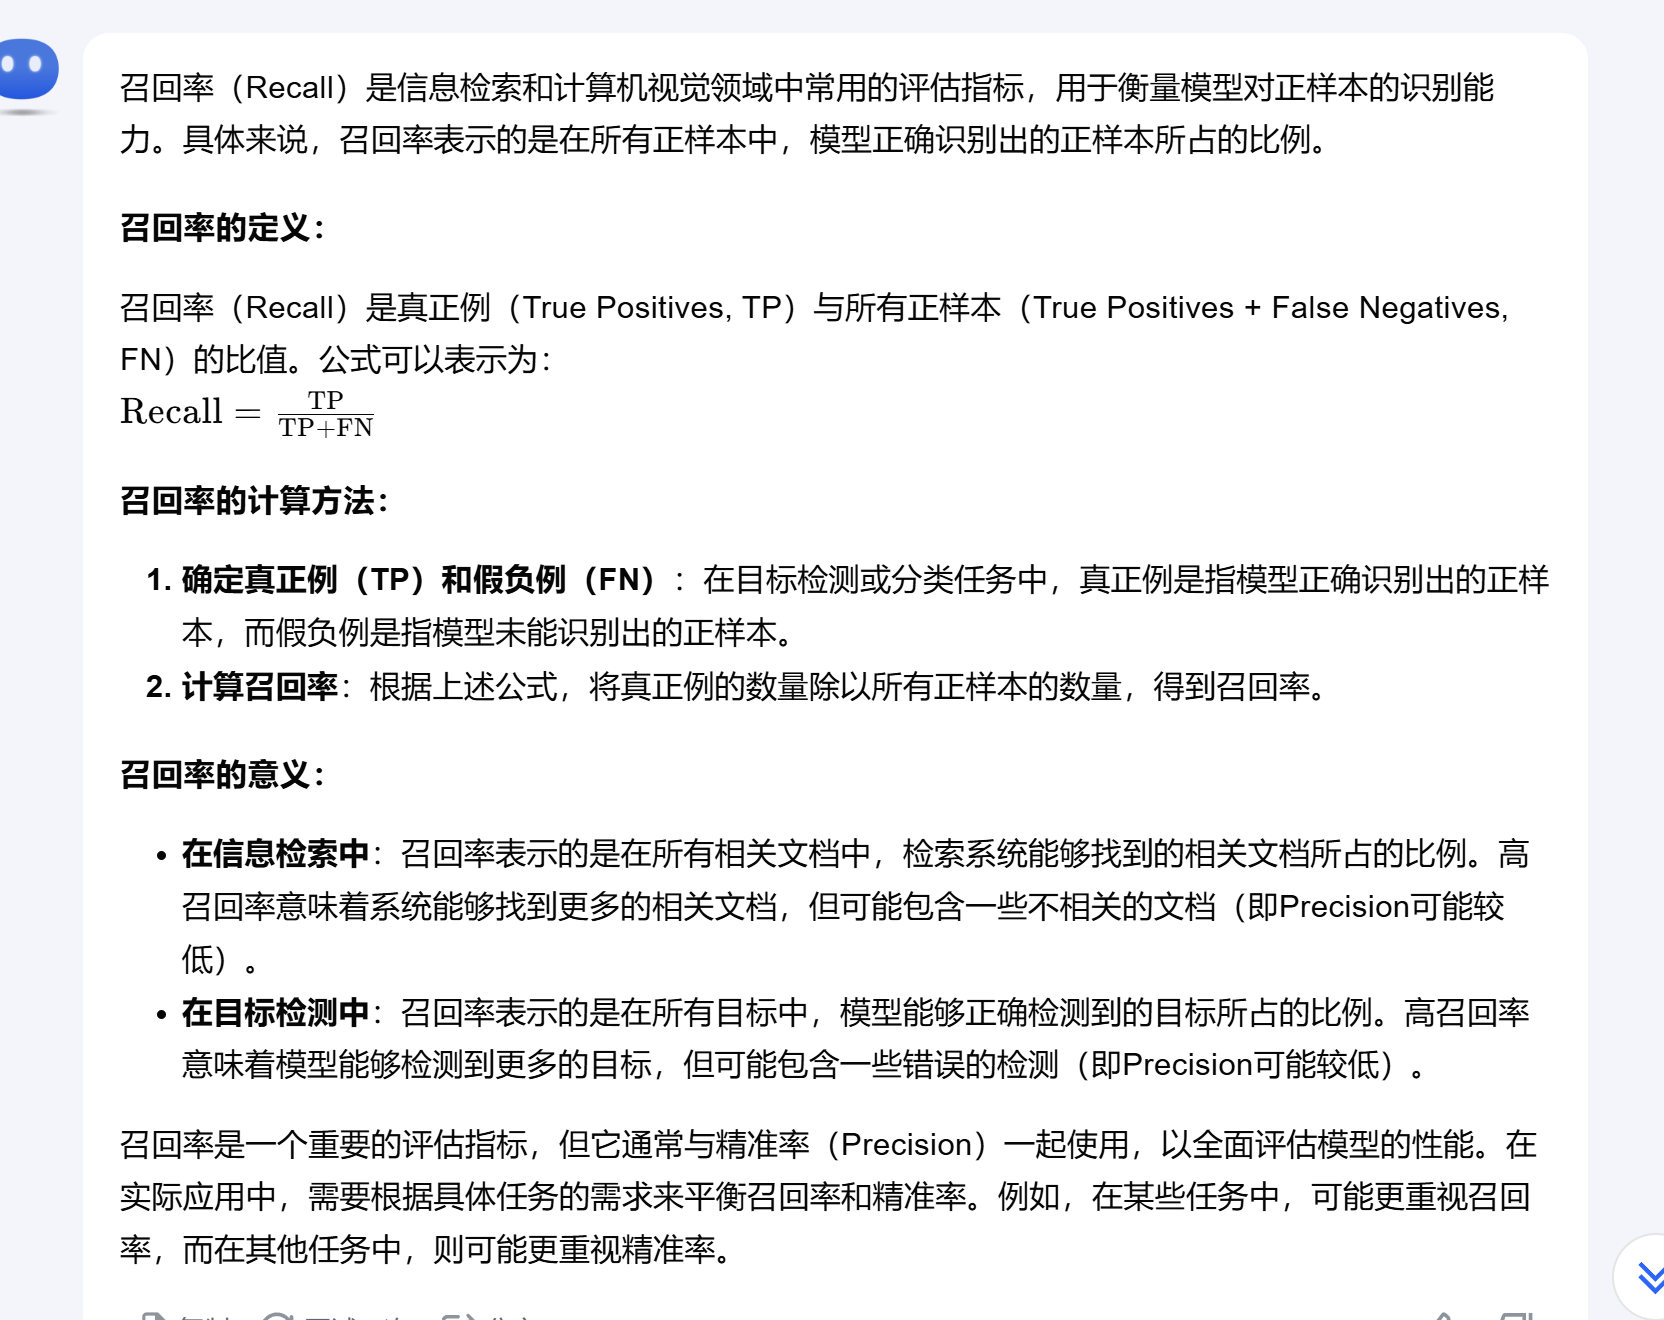 召回率（Recall）是信息检索和计算机视觉领域中常用的评估指标，用于衡量模型对正样本的识别能
力。具体来说，召回率表示的是在所有正样本中，模型正确识别出的正样本所占的比例。
召回率的定义：
召回率（Recall）是真正例（True Positives, TP）与所有正样本（True Positives + False Negatives,
FN）的比值。公式可以表示为：
Recall = TP / TP+FN
召回率的计算方法：
1. 确定真正例（TP）和假负例（FN）：在目标检测或分类任务中，真正例是指模型正确识别出的正样
本，而假负例是指模型未能识别出的正样本。
2. 计算召回率：根据上述公式，将真正例的数量除以所有正样本的数量，得到召回率。
召回率的意义：
• 在信息检索中：召回率表示的是在所有相关文档中，检索系统能够找到的相关文档所占的比例。高
召回率意味着系统能够找到更多的相关文档，但可能包含一些不相关的文档（即Precision可能较
低）。
• 在目标检测中：召回率表示的是在所有目标中，模型能够正确检测到的目标所占的比例。高召回率
意味着模型能够检测到更多的目标，但可能包含一些错误的检测（即Precision可能较低）。
召回率是一个重要的评估指标，但它通常与精准率（Precision）一起使用，以全面评估模型的性能。在
实际应用中，需要根据具体任务的需求来平衡召回率和精准率。例如，在某些任务中，可能更重视召回
率，而在其他任务中，则可能更重视精准率。